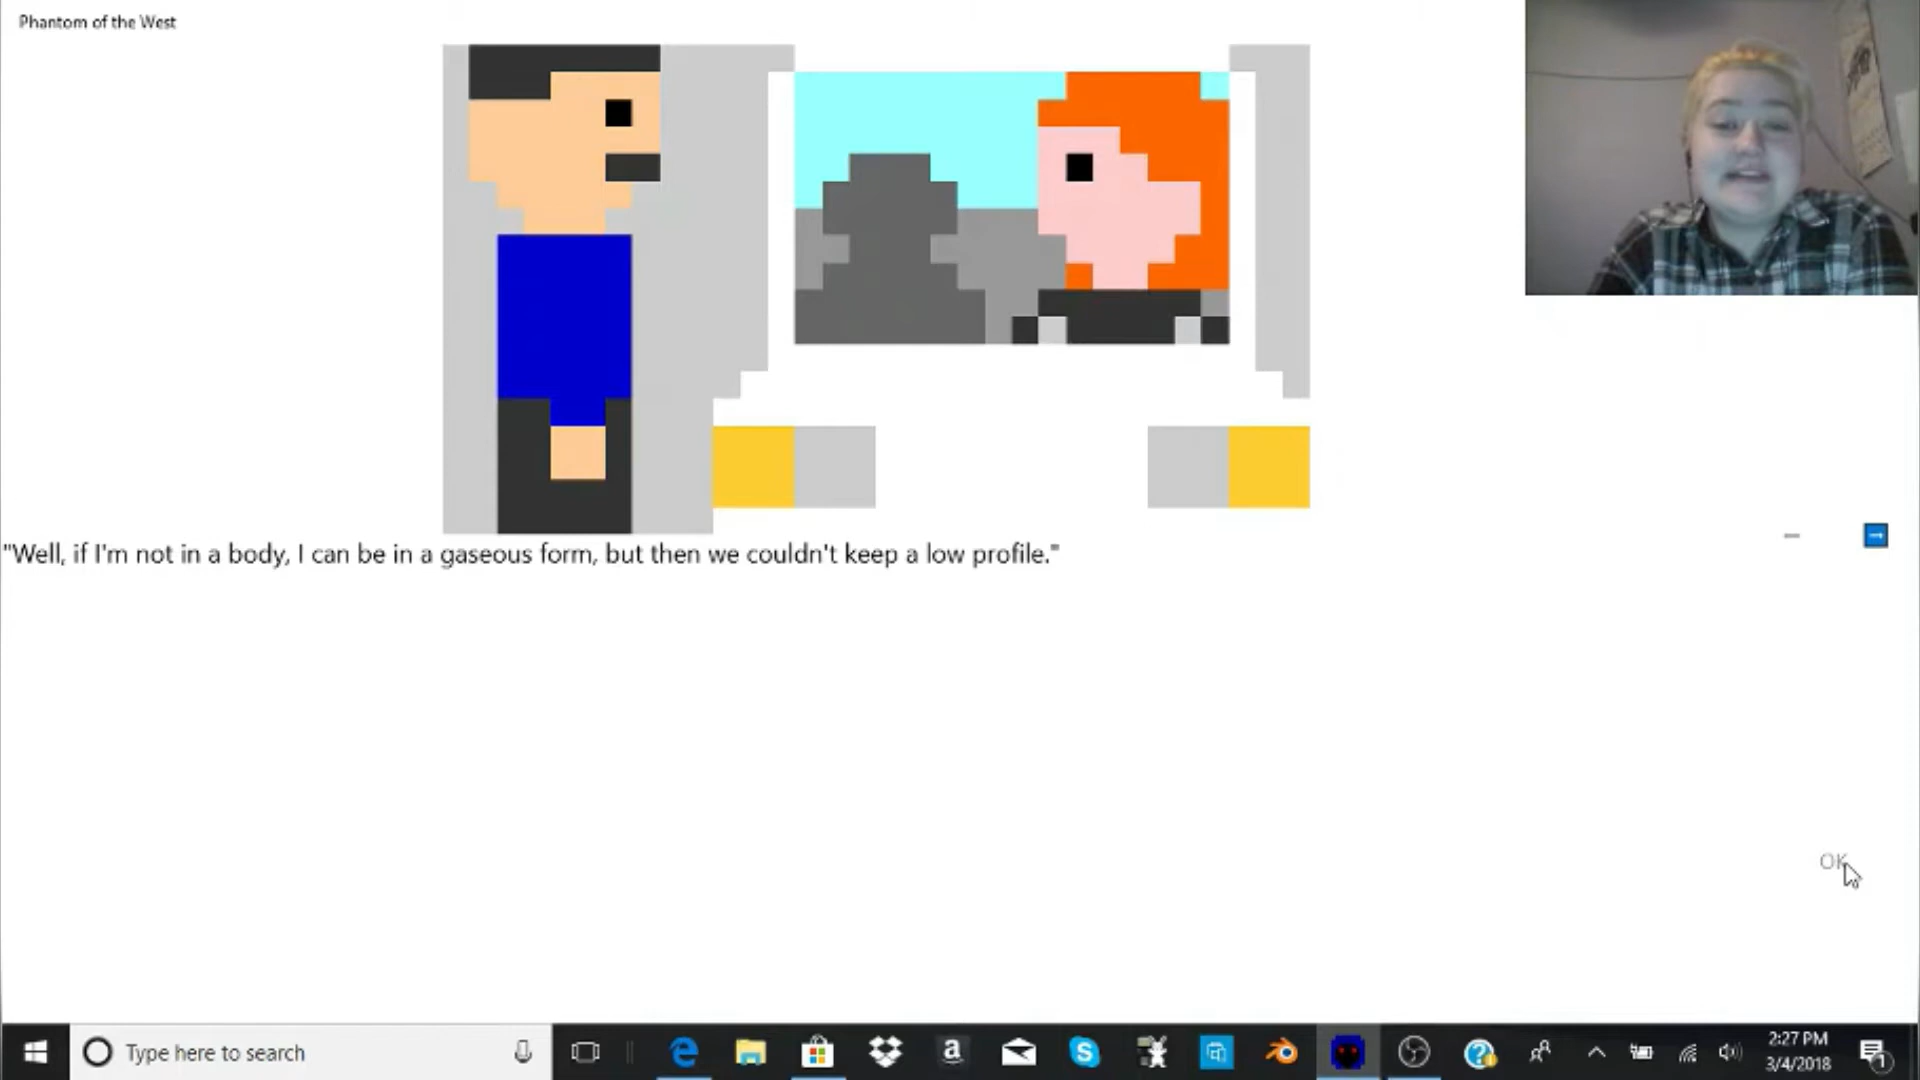 Phantom of the West
"Well, if I'm not in a body, I can be in a gaseous form, but then we couldn't keep a low profile."
OK
Type here to search
2:27 PM
3/4/2018
1